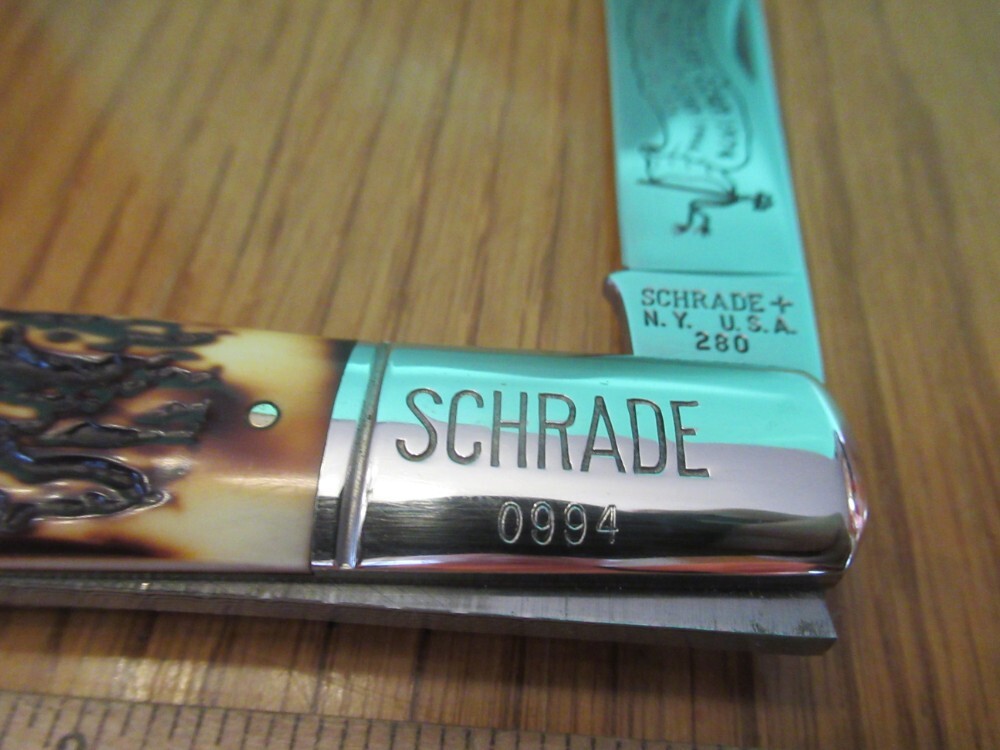 SCHRADE+
N.Y. U.S.A.
280
SCHRADE
0994